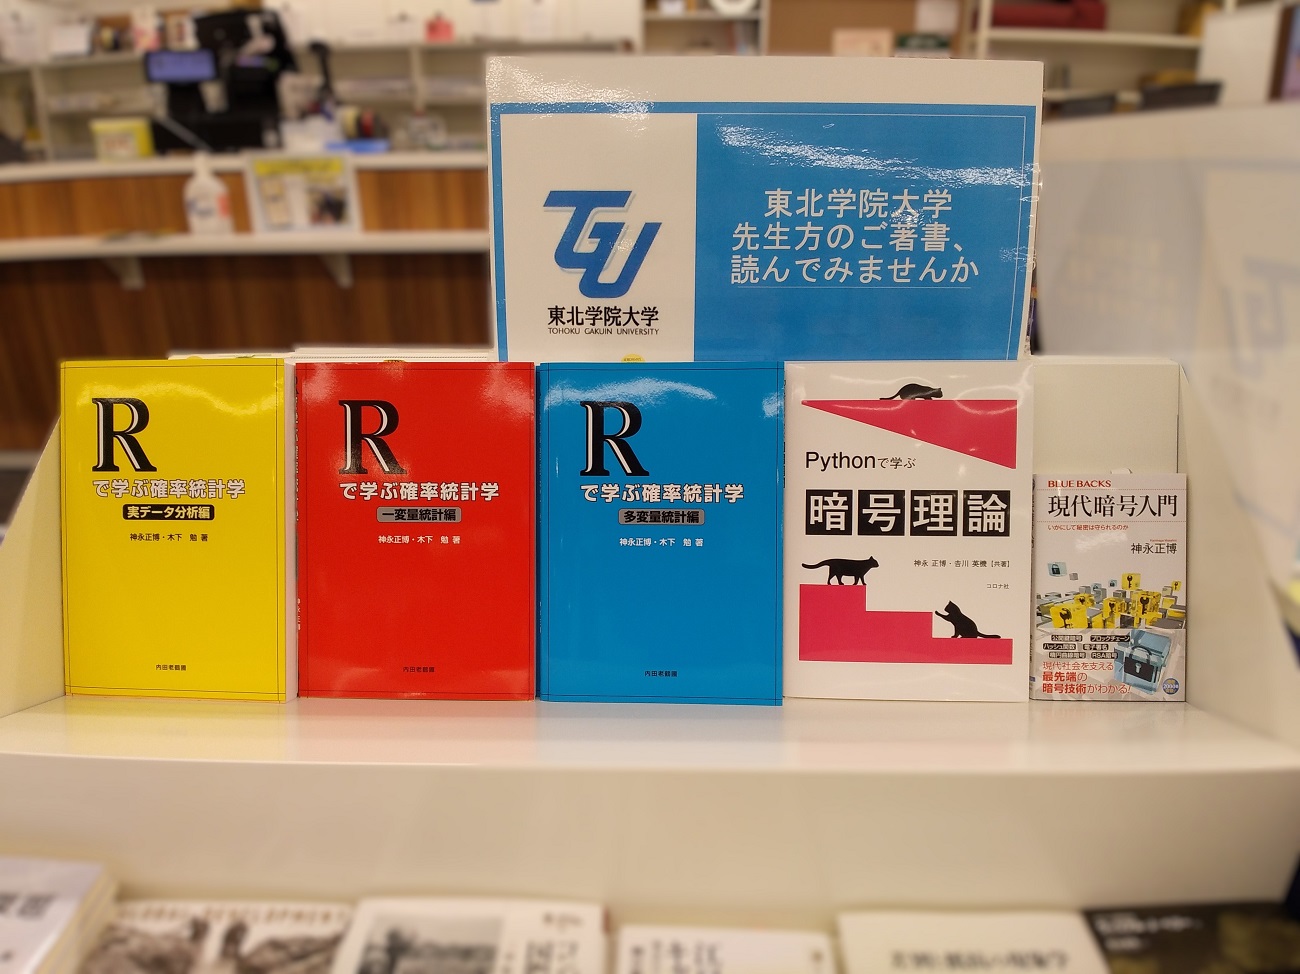 TGU
東北学院大学
TOHOKU GAKUIN UNIVERSITY
東北学院大学
先生方のご著書、
読んでみませんか
R
で学ぶ確率統計学
実データ分析編
神永正博・木下 勉 著
内田老鶴圃
R
で学ぶ確率統計学
一変量統計編
神永正博・木下 勉 著
内田老鶴圃
R
で学ぶ確率統計学
多変量統計編
神永正博・木下 勉 著
内田老鶴圃
Pythonで学ぶ
暗号理論
神永 正博・吉川 英機【共著】
コロナ社
BLUE BACKS
現代暗号入門
いかにして秘密は守られるのか
神永正博
公開鍵暗号 ブロックチェーン
ハッシュ関数 電子署名
楕円曲線暗号 RSA暗号
現代社会を支える
最先端の
暗号技術がわかる!
GLOBAL DEVELOPMENT